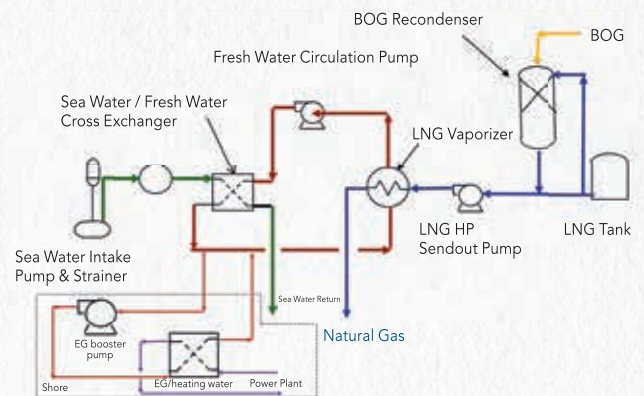 BOG Recondenser
BOG
Fresh Water Circulation Pump
Sea Water / Fresh Water
Cross Exchanger
LNG Vaporizer
LNG HP
Sendout Pump
LNG Tank
Sea Water Intake
Pump & Strainer
Sea Water Return
Natural Gas
EG booster
pump
Shore
EG/heating water
Power Plant